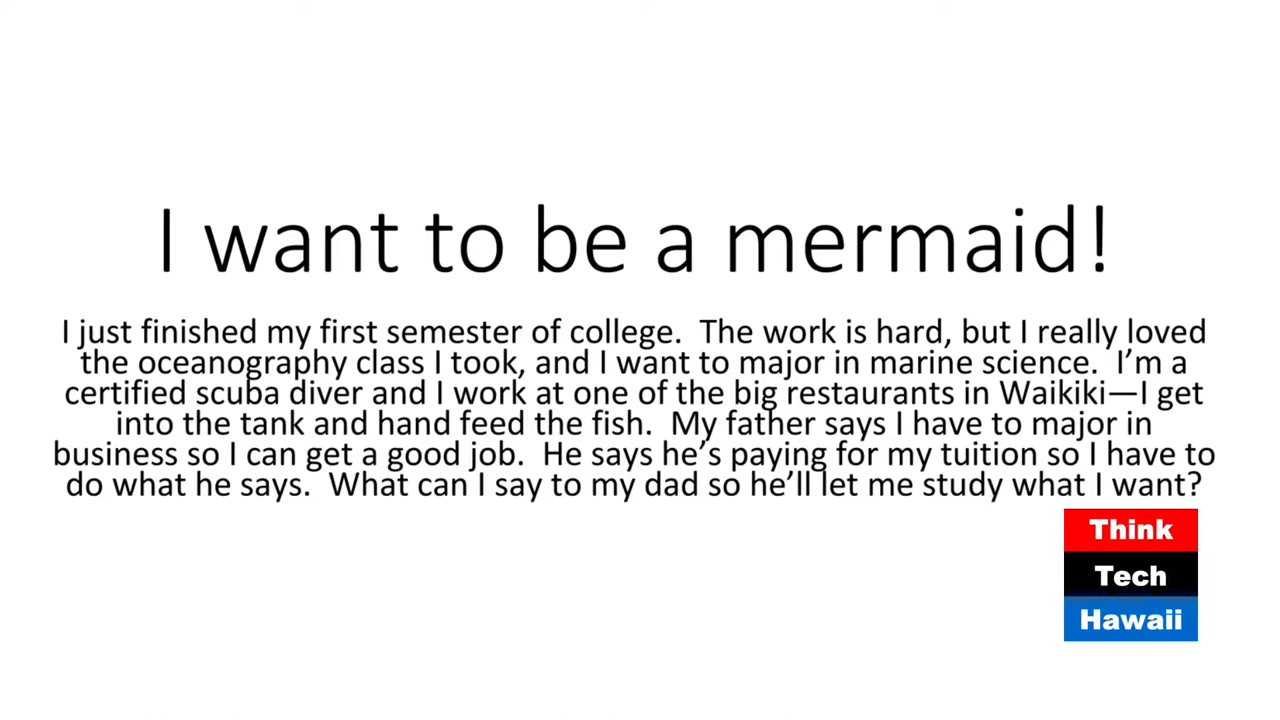 I want to be a mermaid!
I just finished my first semester of college.  The work is hard, but I really loved
the oceanography class I took, and I want to major in marine science.  I’m a
certified scuba diver and I work at one of the big restaurants in Waikiki—I get
into the tank and hand feed the fish.  My father says I have to major in
business so I can get a good job.  He says he’s paying for my tuition so I have to
do what he says.  What can I say to my dad so he’ll let me study what I want?
Think
Tech
Hawaii